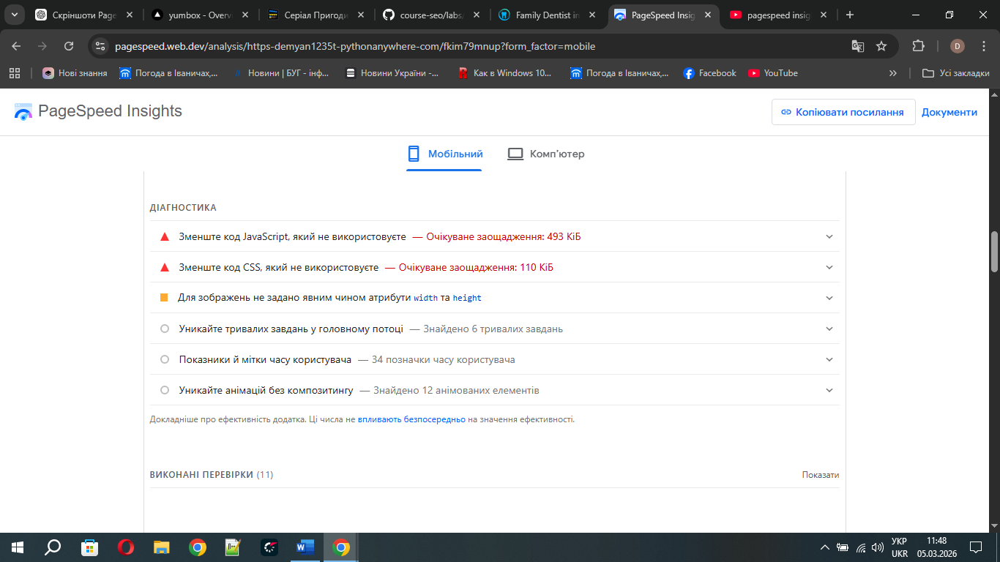 Скріншоти Page
yumbox - Overv
Серіал Пригоди
course-seo/labs
Family Dentist in
PageSpeed Insig
pagespeed insig
pagespeed.web.dev/analysis/https-demyan1235t-pythonanywhere-com/fkim79mnup?form_factor=mobile
D
Нові знання
Погода в Іваничах,...
Новини | БУГ - інф...
Новини України -...
Как в Windows 10...
Погода в Іваничах,...
Facebook
YouTube
Усі закладки
PageSpeed Insights
Копіювати посилання
Документи
Мобільний
Комп'ютер
ДІАГНОСТИКА
Зменште код JavaScript, який не використовуєте — Очікуване заощадження: 493 КіБ
Зменште код CSS, який не використовуєте — Очікуване заощадження: 110 КіБ
Для зображень не задано явним чином атрибути width та height
Уникайте тривалих завдань у головному потоці — Знайдено 6 тривалих завдань
Показники й мітки часу користувача — 34 позначки часу користувача
Уникайте анімацій без композитингу — Знайдено 12 анімованих елементів
Докладніше про ефективність додатка. Ці числа не впливають безпосередньо на значення ефективності.
ВИКОНАНІ ПЕРЕВІРКИ (11)
Показати
УКР
UKR
11:48
05.03.2026